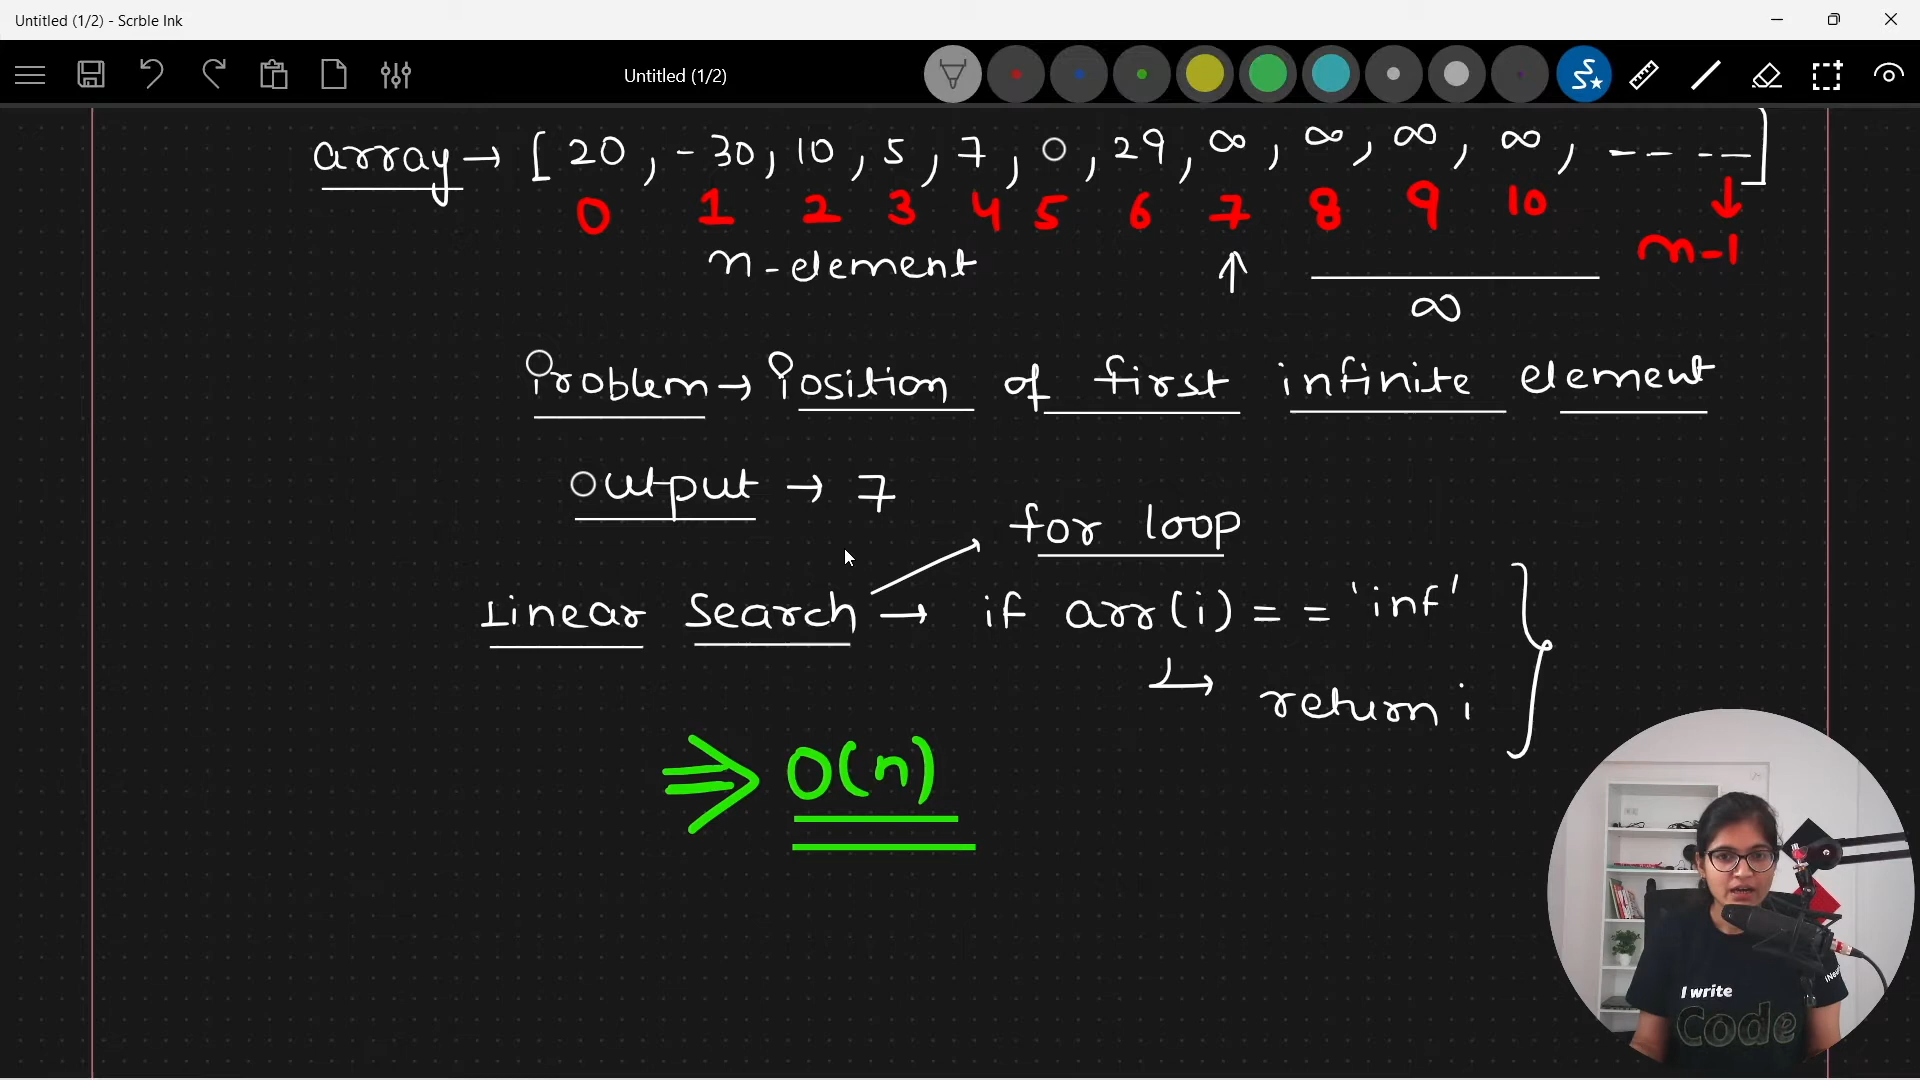 Untitled (1/2) - Scrble Ink
Untitled (1/2)
array → [ 20 , -30 , 10 , 5 , 7 , 0 , 29 , ∞ , ∞ , ∞ , ∞ , -- -- ]
0 1 2 3 4 5 6 7 8 9 10 ↓
n-1
n-element ↑
∞
Problem → Position of first infinite element
Output → 7
for loop
Linear Search → if arr(i) == 'inf'
↳ return i
⇒ O(n)
I write
Code